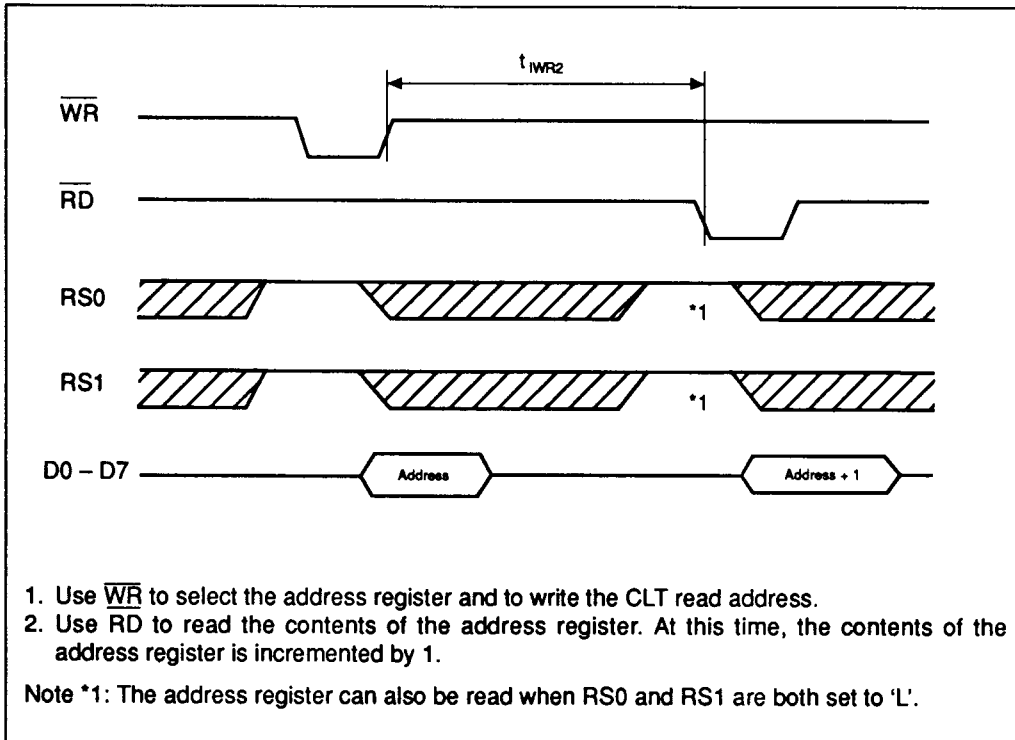 t IWR2
WR
RD
RS0
*1
RS1
*1
D0 – D7
Address
Address + 1
1. Use WR to select the address register and to write the CLT read address.
2. Use RD to read the contents of the address register. At this time, the contents of the
address register is incremented by 1.
Note *1: The address register can also be read when RS0 and RS1 are both set to ‘L’.